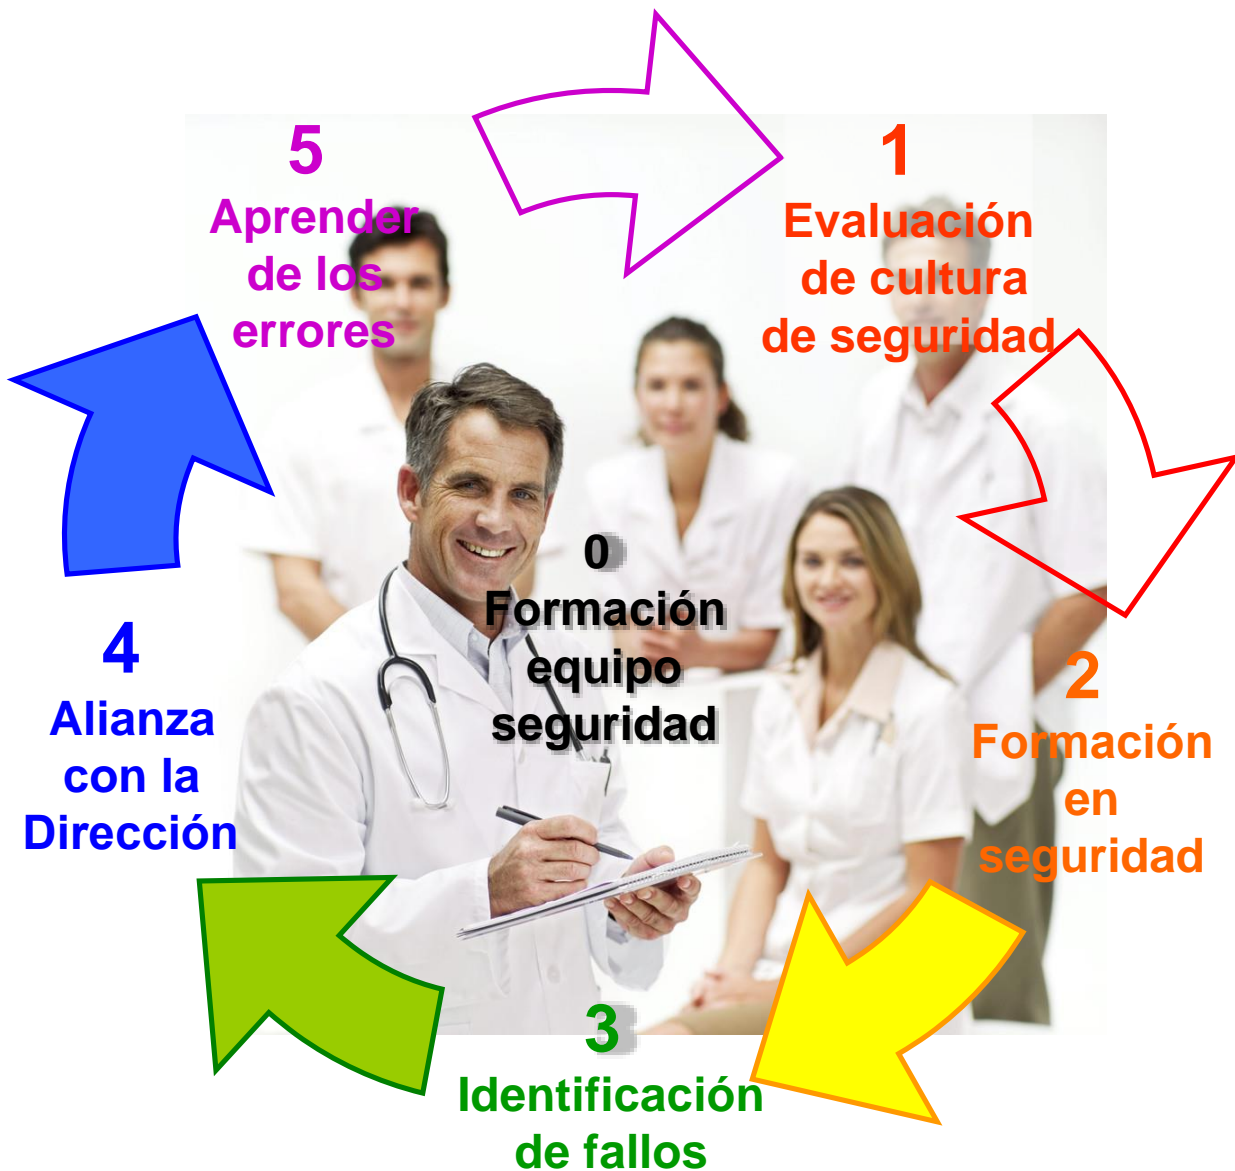 5
Aprender
de los
errores
1
Evaluación
de cultura
de seguridad
0
Formación
equipo
seguridad
2
Formación
en
seguridad
4
Alianza
con la
Dirección
3
Identificación
de fallos